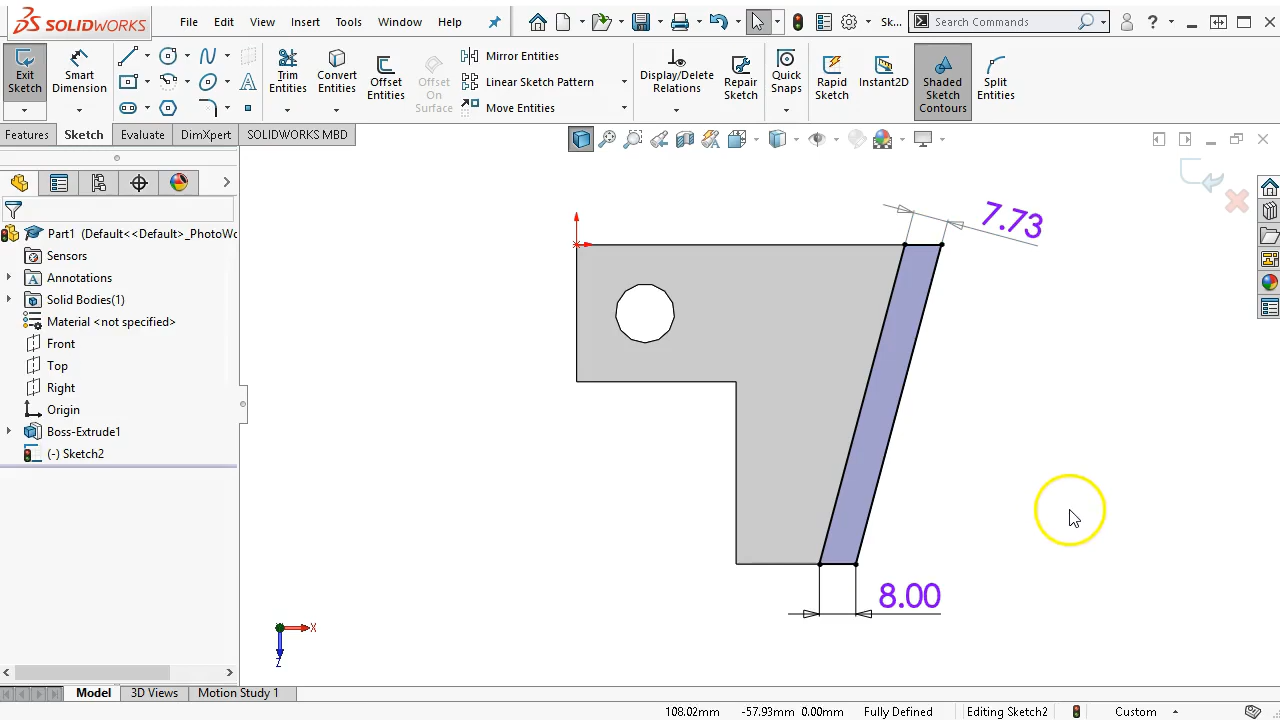 SOLIDWORKS
File Edit View Insert Tools Window Help
Sk...
Search Commands
?
Exit Sketch
Smart Dimension
Trim Entities
Convert Entities
Offset Entities
Offset On Surface
Mirror Entities
Linear Sketch Pattern
Move Entities
Display/Delete Relations
Repair Sketch
Quick Snaps
Rapid Sketch
Instant2D
Shaded Sketch Contours
Split Entities
Features Sketch Evaluate DimXpert SOLIDWORKS MBD
Part1 (Default<<Default>_PhotoWo
Sensors
Annotations
Solid Bodies(1)
Material <not specified>
Front
Top
Right
Origin
Boss-Extrude1
(-) Sketch2
7.73
8.00
X
Z
Model 3D Views Motion Study 1
108.02mm -57.93mm 0.00mm Fully Defined Editing Sketch2 Custom